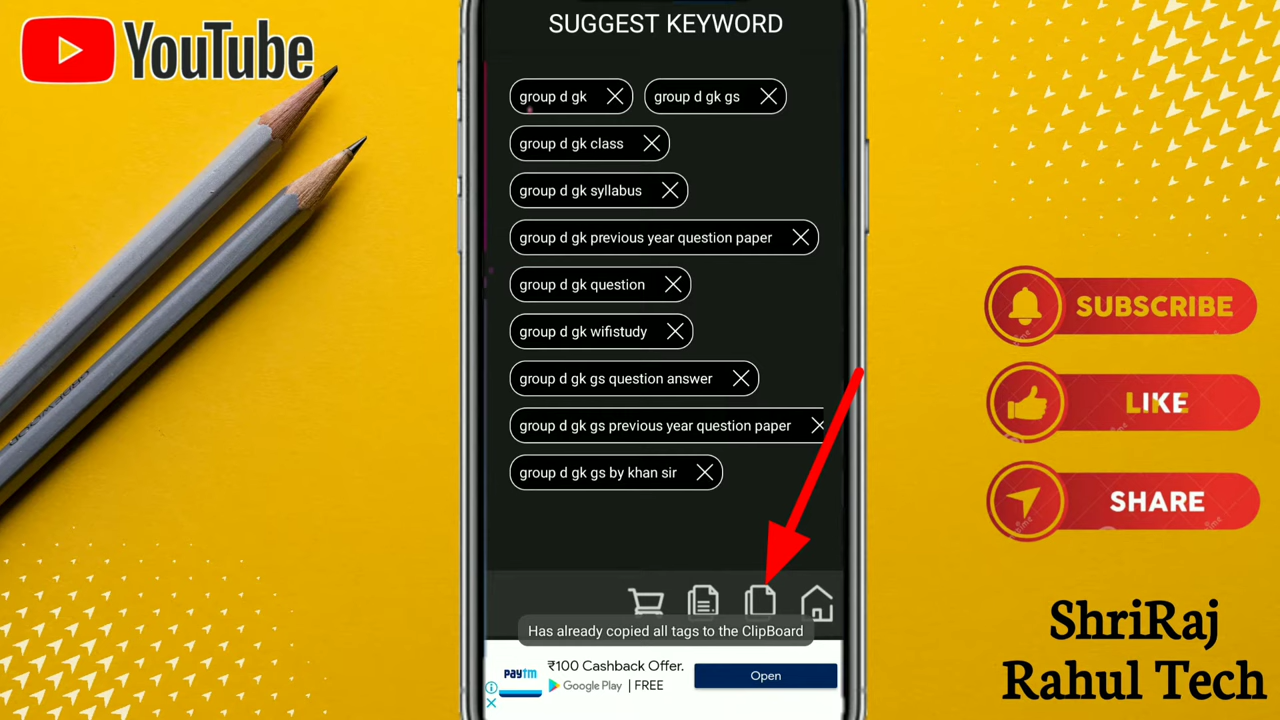 YouTube
SUGGEST KEYWORD
group d gk
group d gk gs
group d gk class
group d gk syllabus
group d gk previous year question paper
group d gk question
group d gk wifistudy
group d gk gs question answer
group d gk gs previous year question paper
group d gk gs by khan sir
Has already copied all tags to the ClipBoard
paytm
₹100 Cashback Offer.
Google Play | FREE
Open
SUBSCRIBE
LIKE
SHARE
ShriRaj
Rahul Tech